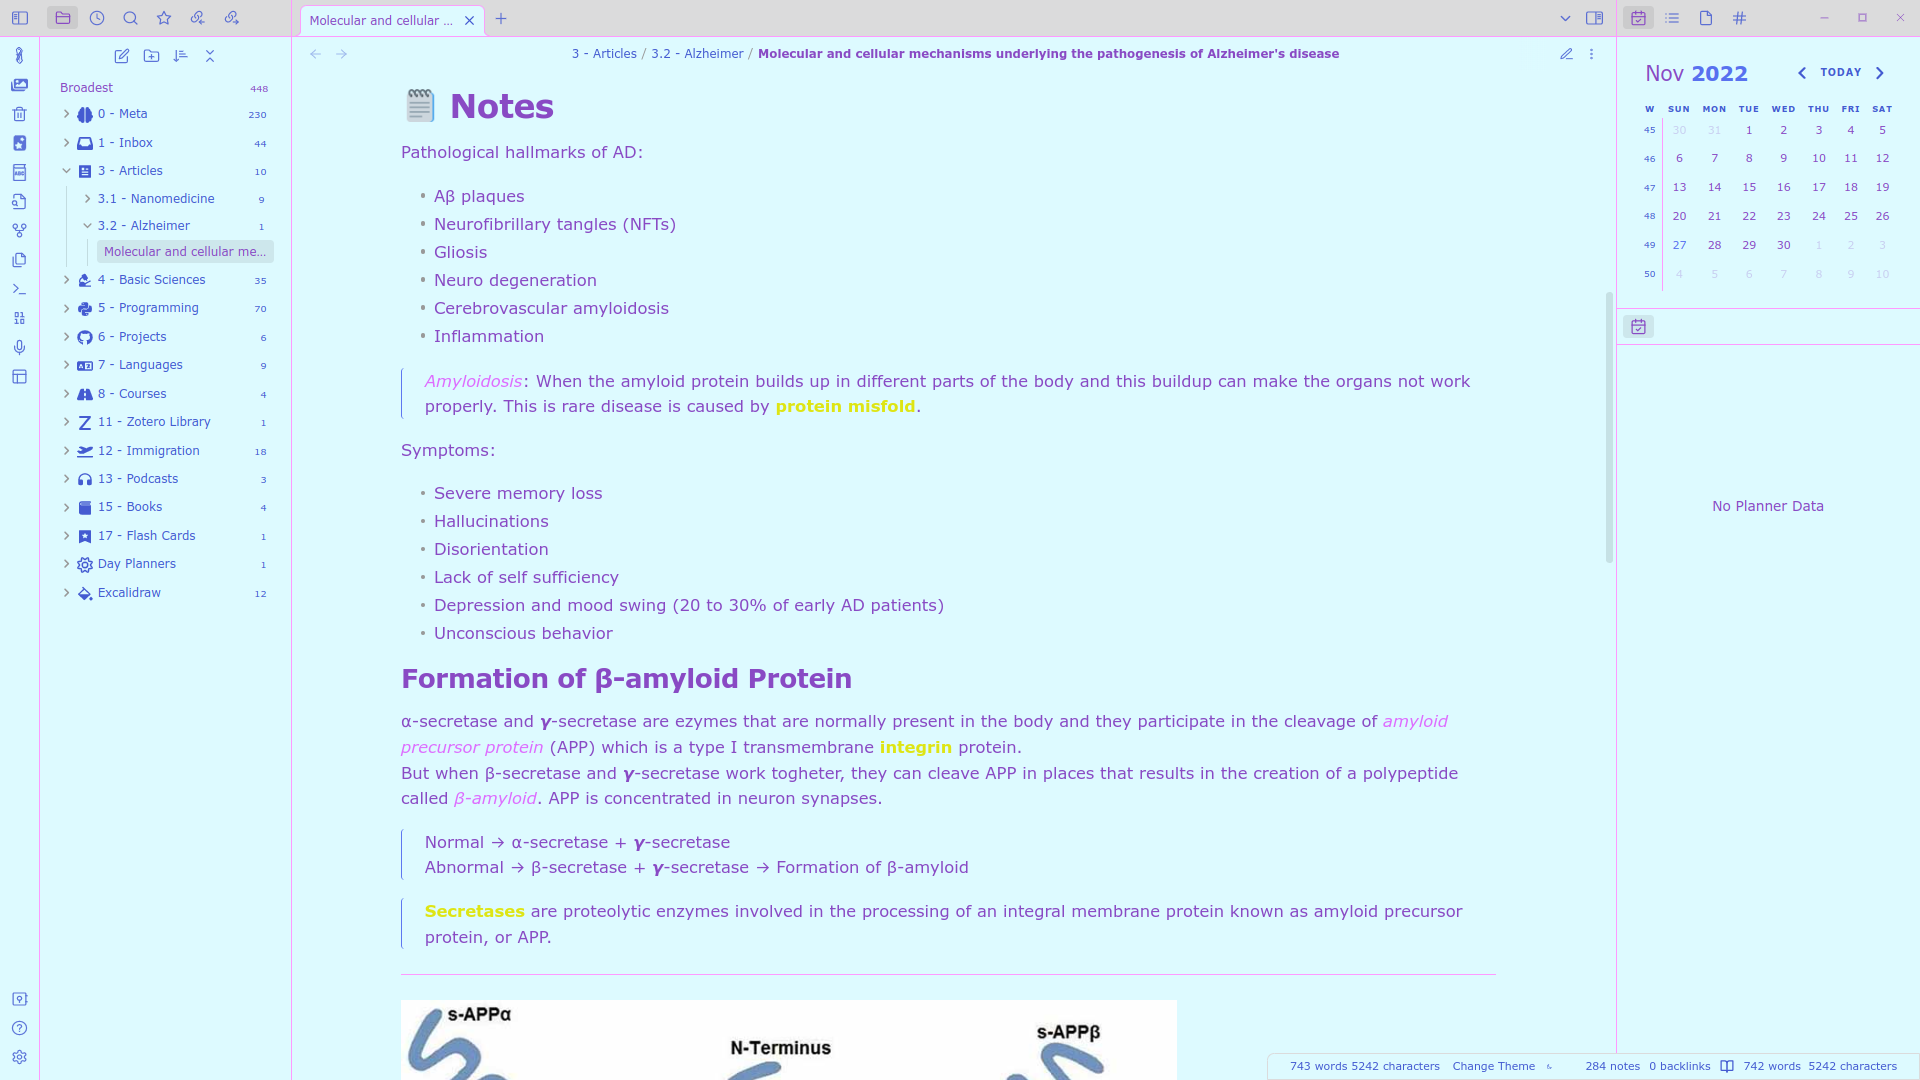 Molecular and cellular ...
Broadest 448
0 - Meta 230
1 - Inbox 44
3 - Articles 10
3.1 - Nanomedicine 9
3.2 - Alzheimer 1
Molecular and cellular me...
4 - Basic Sciences 35
5 - Programming 70
6 - Projects 6
7 - Languages 9
8 - Courses 4
11 - Zotero Library 1
12 - Immigration 18
13 - Podcasts 3
15 - Books 4
17 - Flash Cards 1
Day Planners 1
Excalidraw 12
3 - Articles / 3.2 - Alzheimer / Molecular and cellular mechanisms underlying the pathogenesis of Alzheimer's disease
Notes
Pathological hallmarks of AD:
• Aβ plaques
• Neurofibrillary tangles (NFTs)
• Gliosis
• Neuro degeneration
• Cerebrovascular amyloidosis
• Inflammation
Amyloidosis: When the amyloid protein builds up in different parts of the body and this buildup can make the organs not work
properly. This is rare disease is caused by protein misfold.
Symptoms:
• Severe memory loss
• Hallucinations
• Disorientation
• Lack of self sufficiency
• Depression and mood swing (20 to 30% of early AD patients)
• Unconscious behavior
Formation of β-amyloid Protein
α-secretase and γ-secretase are ezymes that are normally present in the body and they participate in the cleavage of amyloid
precursor protein (APP) which is a type I transmembrane integrin protein.
But when β-secretase and γ-secretase work togheter, they can cleave APP in places that results in the creation of a polypeptide
called β-amyloid. APP is concentrated in neuron synapses.
Normal → α-secretase + γ-secretase
Abnormal → β-secretase + γ-secretase → Formation of β-amyloid
Secretases are proteolytic enzymes involved in the processing of an integral membrane protein known as amyloid precursor
protein, or APP.
s-APPα
N-Terminus
s-APPβ
Nov 2022
TODAY
W SUN MON TUE WED THU FRI SAT
45 30 31 1 2 3 4 5
46 6 7 8 9 10 11 12
47 13 14 15 16 17 18 19
48 20 21 22 23 24 25 26
49 27 28 29 30 1 2 3
50 4 5 6 7 8 9 10
No Planner Data
743 words 5242 characters Change Theme 284 notes 0 backlinks 742 words 5242 characters